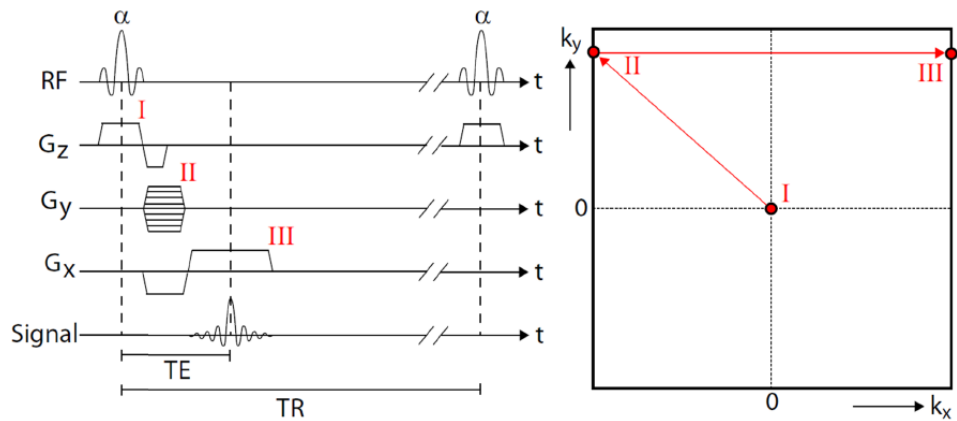 α α
RF t
I
Gz t
II
Gy t
III
Gx t
Signal t
TE
TR
ky
II III
I
0
0 kx